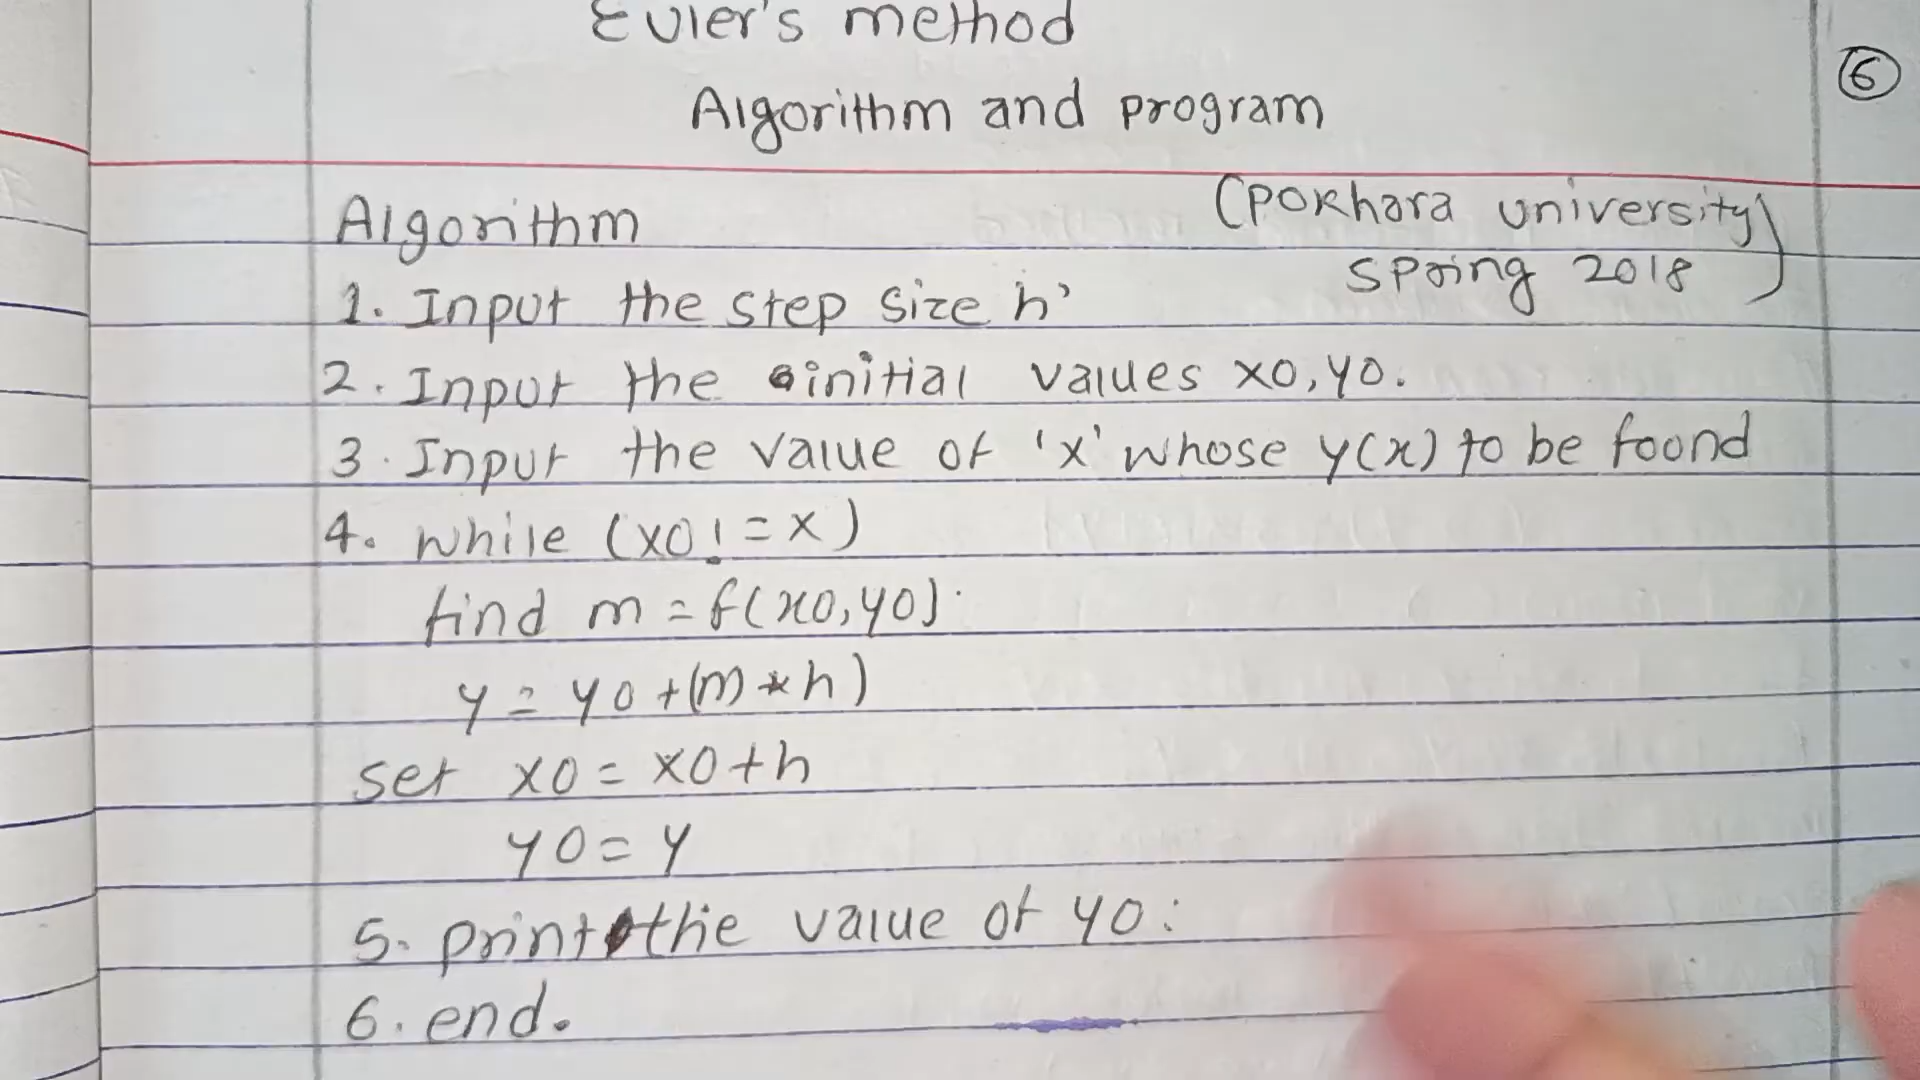 Euler's method
Algorithm and program
6
Algorithm
(Pokhara university
Spring 2018)
1. Input the step size 'h'
2. Input the initial values x0, y0.
3. Input the value of 'x' whose y(x) to be foond
4. while (x0! = x)
find m = f(x0, y0).
y = y0 + (m * h)
set x0 = x0 + h
y0 = y
5. print the value of y0:
6. end.